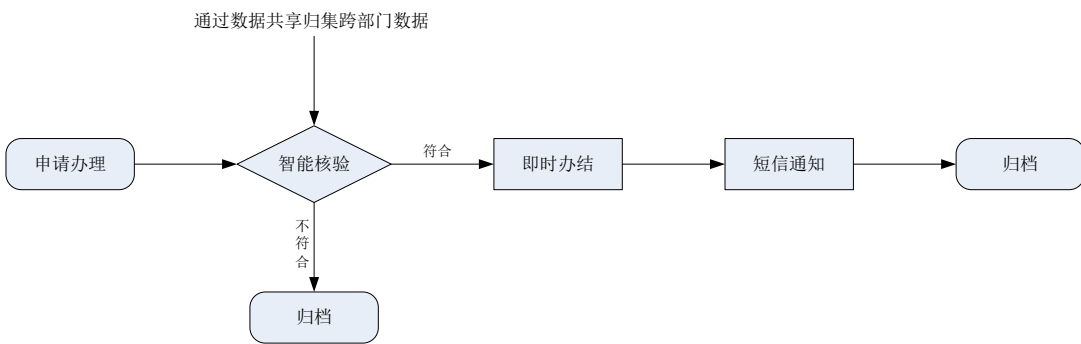 通过数据共享归集跨部门数据
申请办理
智能核验
符合
即时办结
短信通知
归档
不符合
归档